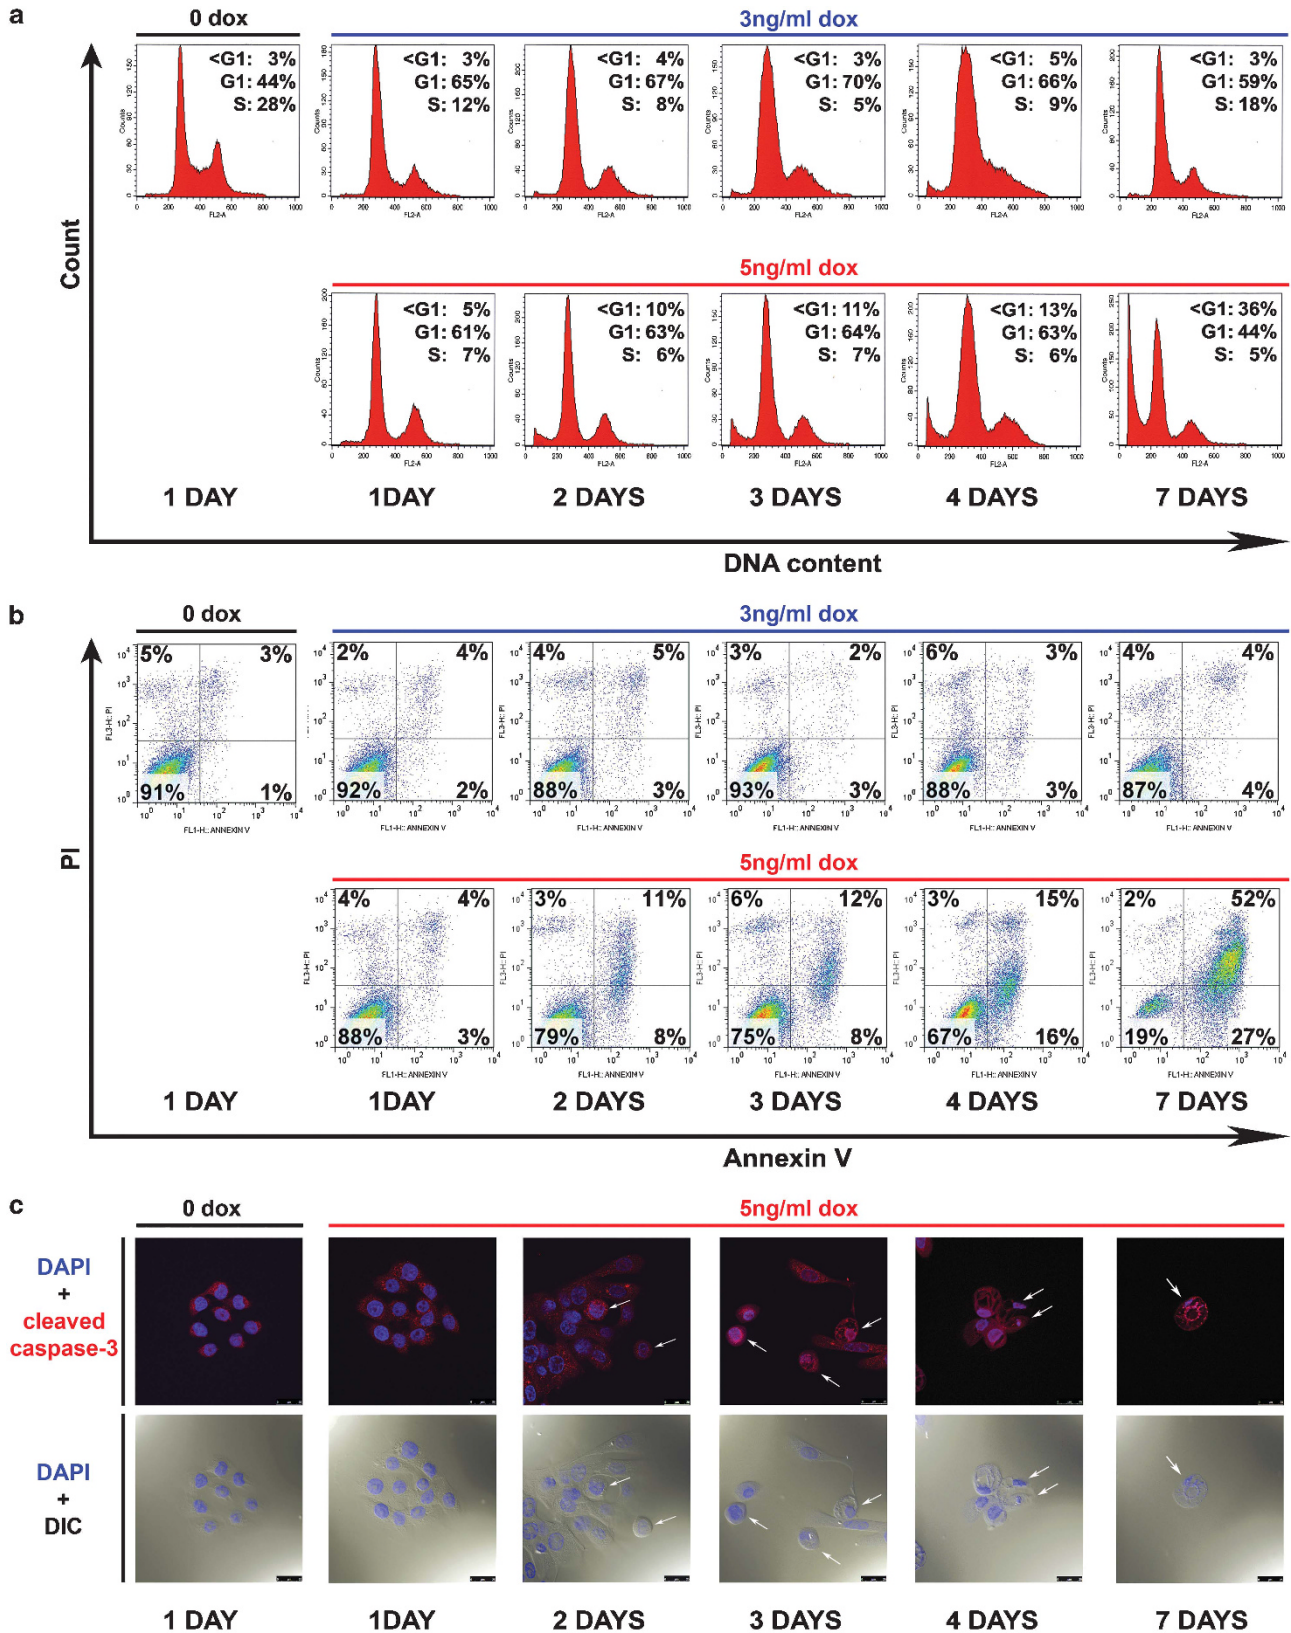 a
0 dox
3ng/ml dox
<G1: 3%
G1: 44%
S: 28%
<G1: 3%
G1: 65%
S: 12%
<G1: 4%
G1: 67%
S: 8%
<G1: 3%
G1: 70%
S: 5%
<G1: 5%
G1: 66%
S: 9%
<G1: 3%
G1: 59%
S: 18%
Counts
FL2-A
Count
5ng/ml dox
<G1: 5%
G1: 61%
S: 7%
<G1: 10%
G1: 63%
S: 6%
<G1: 11%
G1: 64%
S: 7%
<G1: 13%
G1: 63%
S: 6%
<G1: 36%
G1: 44%
S: 5%
1 DAY
1DAY
2 DAYS
3 DAYS
4 DAYS
7 DAYS
DNA content
b
0 dox
3ng/ml dox
5% 3%
91% 1%
2% 4%
92% 2%
4% 5%
88% 3%
3% 2%
93% 3%
6% 3%
88% 3%
4% 4%
87% 4%
FL3-H:: PI
FL1-H:: ANNEXIN V
PI
5ng/ml dox
4% 4%
88% 3%
3% 11%
79% 8%
6% 12%
75% 8%
3% 15%
67% 16%
2% 52%
19% 27%
1 DAY
1DAY
2 DAYS
3 DAYS
4 DAYS
7 DAYS
Annexin V
c
0 dox
5ng/ml dox
DAPI
+
cleaved
caspase-3
DAPI
+
DIC
1 DAY
1DAY
2 DAYS
3 DAYS
4 DAYS
7 DAYS